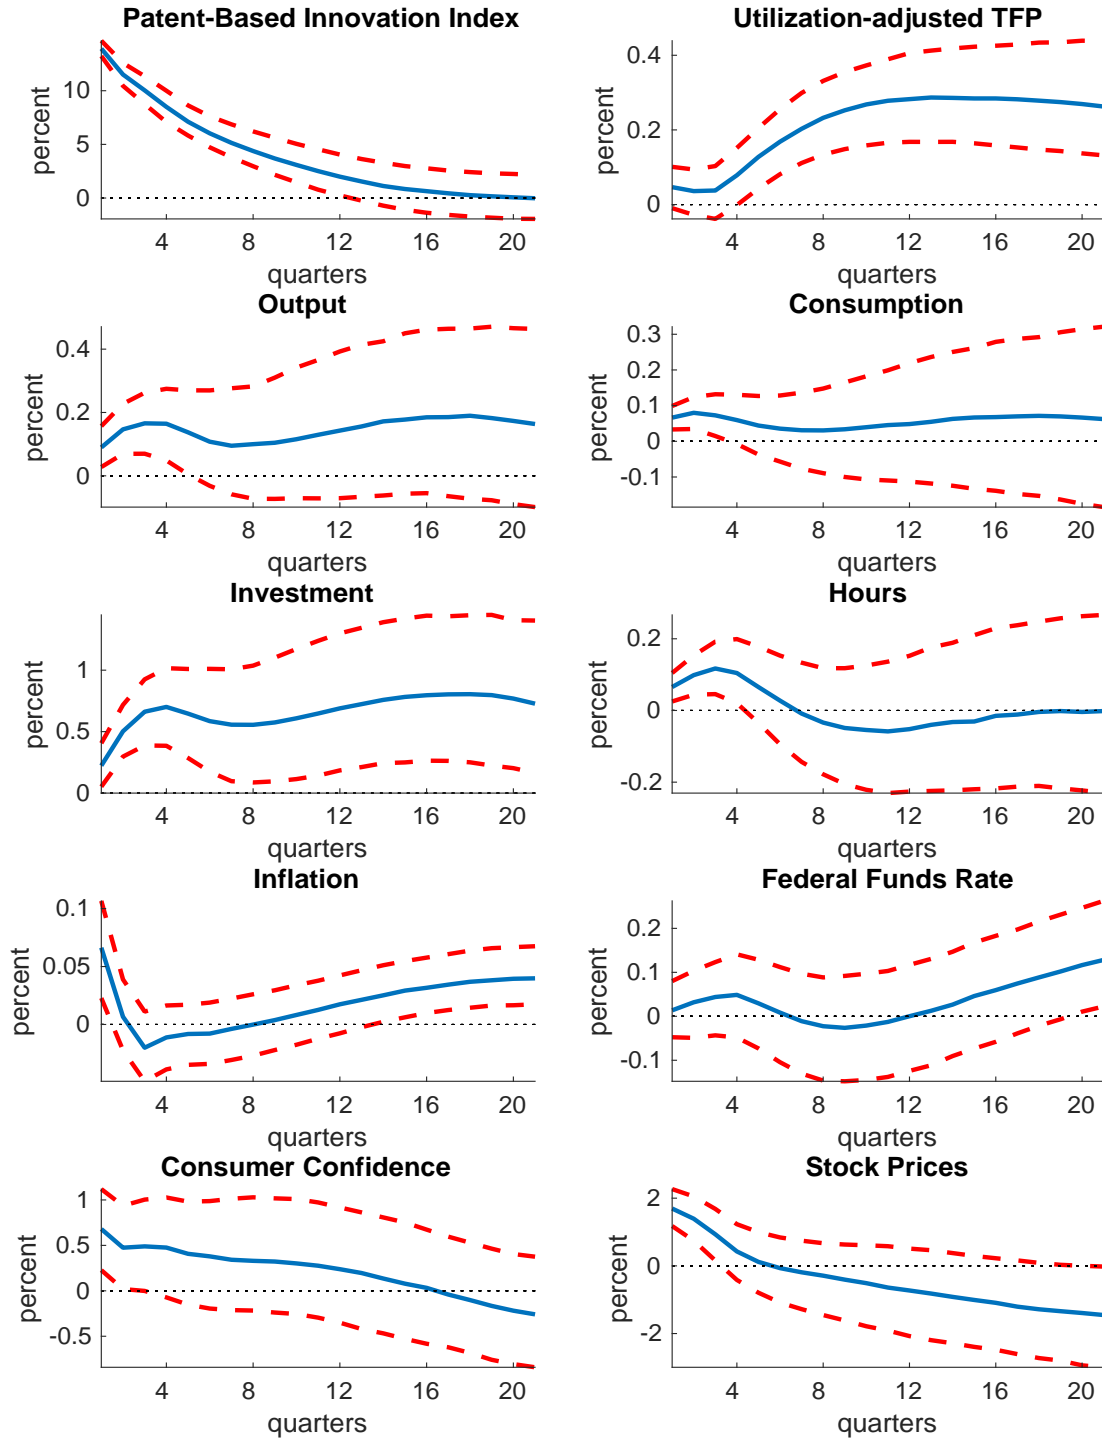 Patent-Based Innovation Index
percent
10
5
0
4 8 12 16 20
quarters
Utilization-adjusted TFP
percent
0.4
0.2
0
4 8 12 16 20
quarters
Output
percent
0.4
0.2
0
4 8 12 16 20
quarters
Consumption
percent
0.3
0.2
0.1
0
-0.1
4 8 12 16 20
quarters
Investment
percent
1
0.5
0
4 8 12 16 20
quarters
Hours
percent
0.2
0
-0.2
4 8 12 16 20
quarters
Inflation
percent
0.1
0.05
0
4 8 12 16 20
quarters
Federal Funds Rate
percent
0.2
0.1
0
-0.1
4 8 12 16 20
quarters
Consumer Confidence
percent
1
0.5
0
-0.5
4 8 12 16 20
quarters
Stock Prices
percent
2
0
-2
4 8 12 16 20
quarters